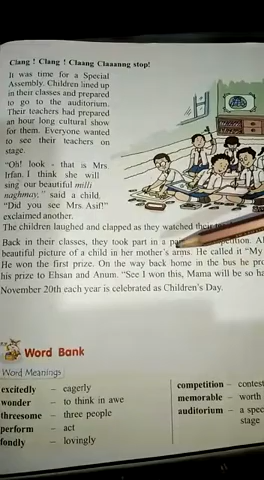 Clang ! Clang ! Claang Claaanng stop!
It was time for a Special
Assembly. Children lined up
in their classes and prepared
to go to the auditorium.
Their teachers had prepared
an hour long cultural show
for them. Everyone wanted
to see their teachers on
stage.
"Oh! look - that is Mrs
Irfan. I think she will
sing our beautiful milli
naghmay," said a child.
"Did you see Mrs Asif!"
exclaimed another.
The children laughed and clapped as they watched their
Back in their classes, they took part in a
beautiful picture of a child in her mother's arms. He called it "My
He won the first prize. On the way back home in the bus he
his prize to Ehsan and Anum. "See I won this, Mama will be so
November 20th each year is celebrated as Children's Day.
Word Bank
Word Meanings
excitedly – eagerly
wonder – to think in awe
threesome – three people
perform – act
fondly – lovingly
competition – contest
memorable – worth
auditorium – a
stage